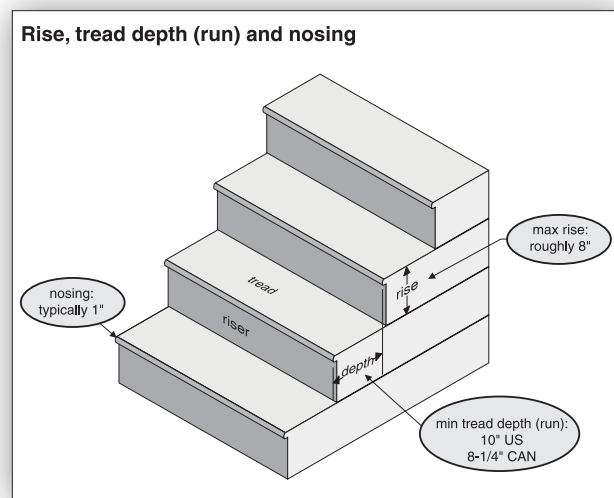 Rise, tread depth (run) and nosing
max rise:
roughly 8"
rise
tread
nosing:
typically 1"
riser
depth
min tread depth (run):
10" US
8-1/4" CAN